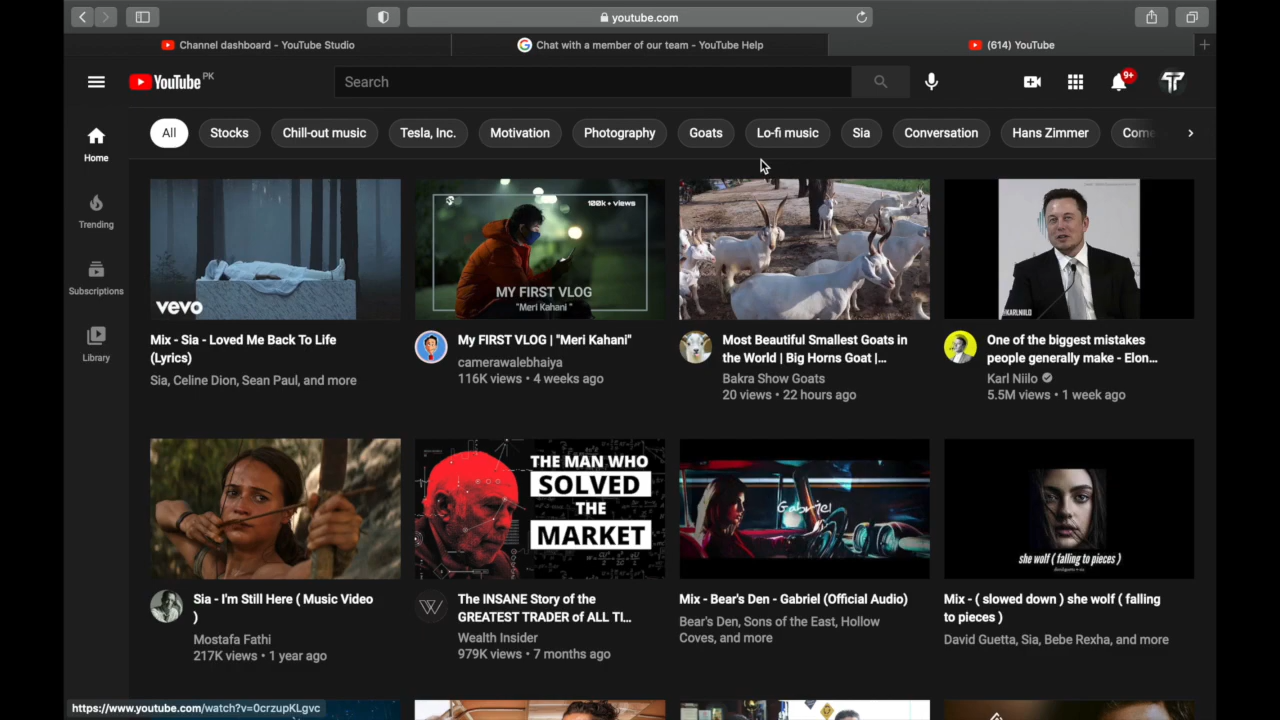 youtube.com
Channel dashboard - YouTube Studio
Chat with a member of our team - YouTube Help
(614) YouTube
YouTube PK
Search
9+
All
Stocks
Chill-out music
Tesla, Inc.
Motivation
Photography
Goats
Lo-fi music
Sia
Conversation
Hans Zimmer
Come
Home
Trending
Subscriptions
Library
vevo
100k + views
MY FIRST VLOG
"Meri Kahani"
@KARLNIILO
Mix - Sia - Loved Me Back To Life
(Lyrics)
Sia, Celine Dion, Sean Paul, and more
My FIRST VLOG | "Meri Kahani"
camerawalebhaiya
116K views • 4 weeks ago
Most Beautiful Smallest Goats in
the World | Big Horns Goat |...
Bakra Show Goats
20 views • 22 hours ago
One of the biggest mistakes
people generally make - Elon...
Karl Niilo
5.5M views • 1 week ago
THE MAN WHO
SOLVED
THE
MARKET
Gabriel
she wolf ( falling to pieces )
Sia - I'm Still Here ( Music Video
)
Mostafa Fathi
217K views • 1 year ago
The INSANE Story of the
GREATEST TRADER of ALL TI...
Wealth Insider
979K views • 7 months ago
Mix - Bear's Den - Gabriel (Official Audio)
Bear's Den, Sons of the East, Hollow
Coves, and more
Mix - ( slowed down ) she wolf ( falling
to pieces )
David Guetta, Sia, Bebe Rexha, and more
https://www.youtube.com/watch?v=0crzupKLgvc